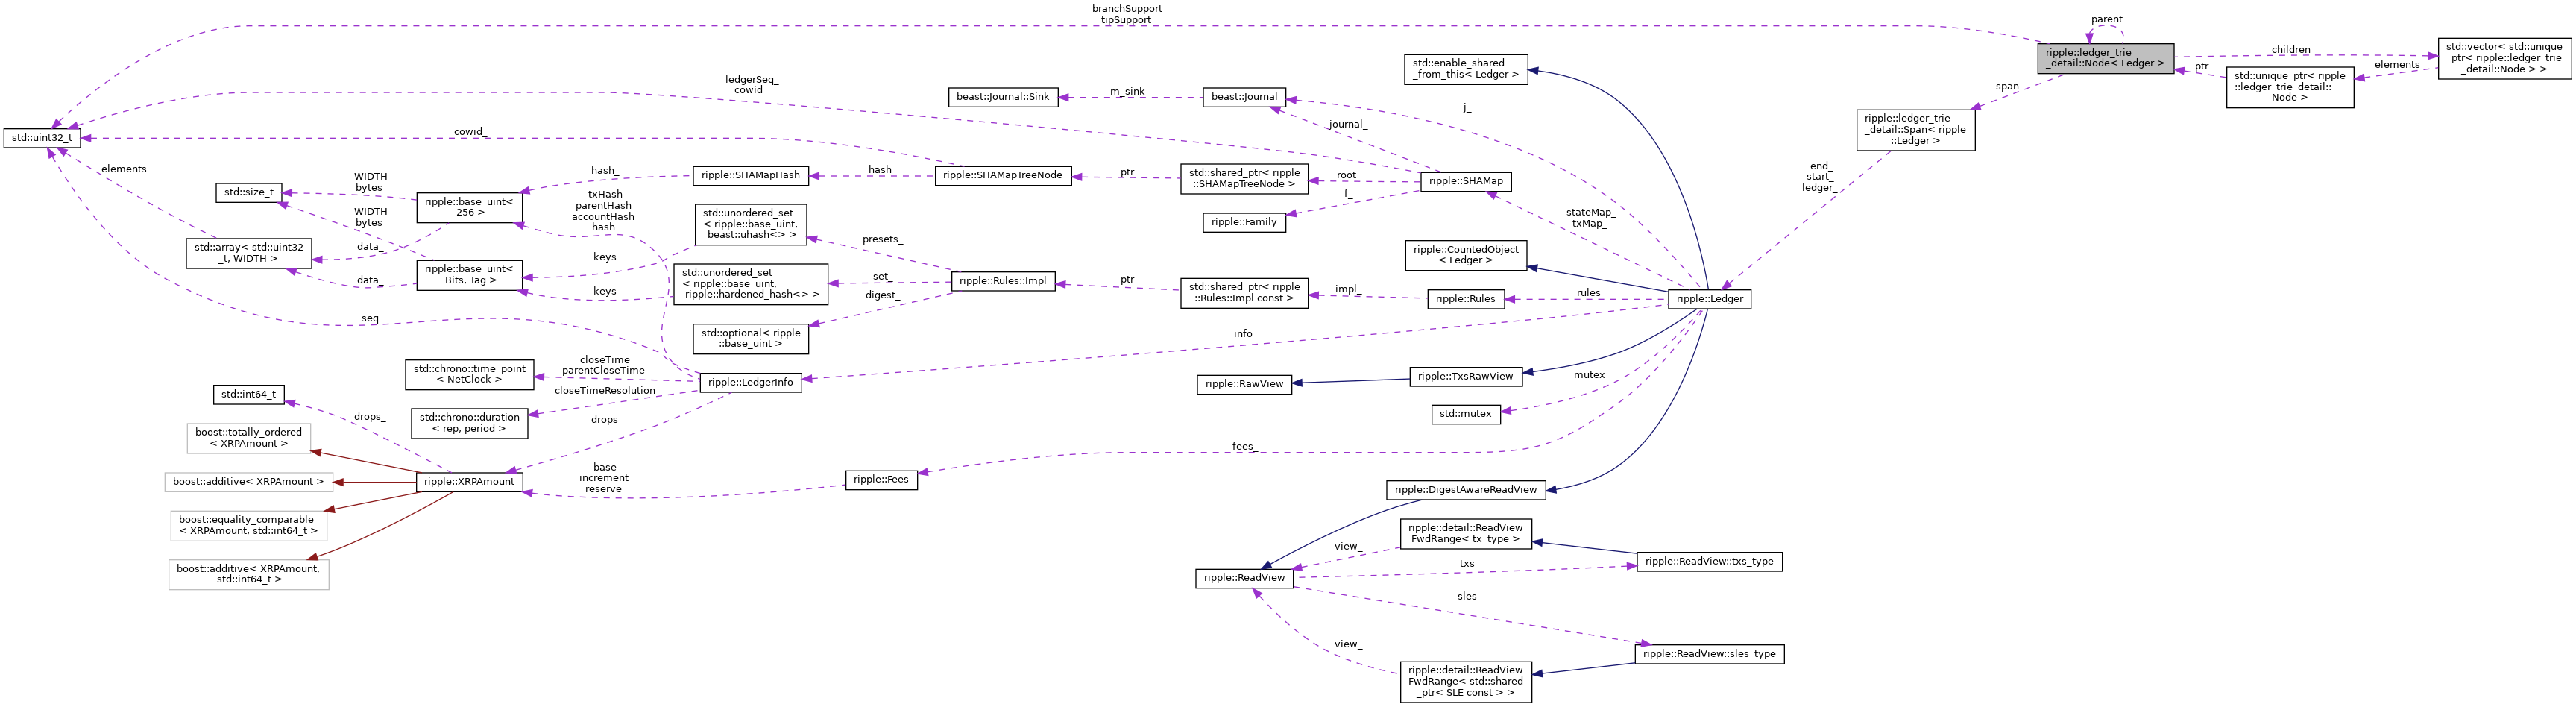 branchSupport
tipSupport
parent
ripple::ledger_trie
_detail::Node< Ledger >
children
std::vector< std::unique
_ptr< ripple::ledger_trie
_detail::Node > >
elements
ptr
std::unique_ptr< ripple
::ledger_trie_detail::
Node >
span
ripple::ledger_trie
_detail::Span< ripple
::Ledger >
end_
start_
ledger_
std::enable_shared
_from_this< Ledger >
ledgerSeq_
cowid_
beast::Journal::Sink
m_sink
beast::Journal
j_
journal_
std::uint32_t
cowid_
elements
std::size_t
WIDTH
bytes
WIDTH
bytes
ripple::base_uint<
256 >
hash_
ripple::SHAMapHash
hash_
ripple::SHAMapTreeNode
ptr
std::shared_ptr< ripple
::SHAMapTreeNode >
root_
f_
ripple::SHAMap
ripple::Family
stateMap_
txMap_
txHash
parentHash
accountHash
hash
std::array< std::uint32
_t, WIDTH >
data_
data_
ripple::base_uint<
Bits, Tag >
keys
keys
std::unordered_set
< ripple::base_uint,
beast::uhash<> >
std::unordered_set
< ripple::base_uint,
ripple::hardened_hash<> >
presets_
set_
digest_
ripple::Rules::Impl
ptr
std::shared_ptr< ripple
::Rules::Impl const >
impl_
ripple::Rules
rules_
ripple::CountedObject
< Ledger >
ripple::Ledger
std::optional< ripple
::base_uint >
seq
info_
ripple::LedgerInfo
closeTime
parentCloseTime
std::chrono::time_point
< NetClock >
closeTimeResolution
std::chrono::duration
< rep, period >
drops
ripple::RawView
ripple::TxsRawView
mutex_
std::mutex
std::int64_t
drops_
boost::totally_ordered
< XRPAmount >
boost::additive< XRPAmount >
ripple::XRPAmount
base
increment
reserve
ripple::Fees
fees_
boost::equality_comparable
< XRPAmount, std::int64_t >
boost::additive< XRPAmount,
std::int64_t >
ripple::DigestAwareReadView
ripple::detail::ReadView
FwdRange< tx_type >
view_
ripple::ReadView
txs
ripple::ReadView::txs_type
sles
view_
ripple::ReadView::sles_type
ripple::detail::ReadView
FwdRange< std::shared
_ptr< SLE const > >